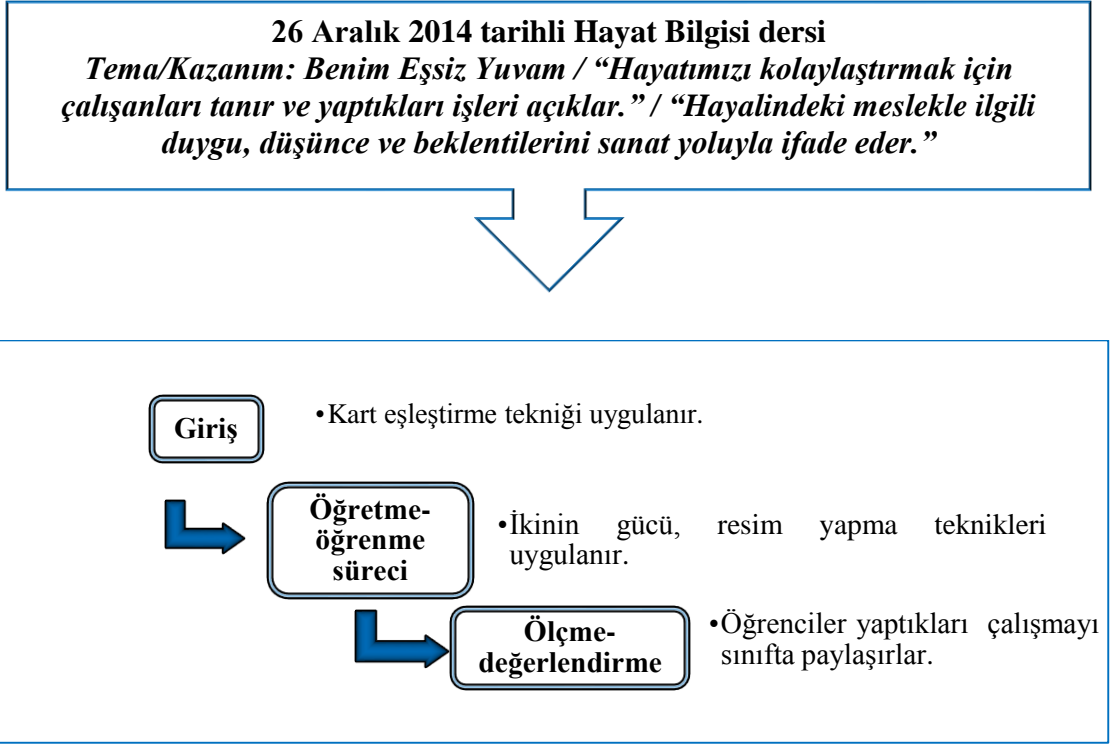 26 Aralık 2014 tarihli Hayat Bilgisi dersi
Tema/Kazanım: Benim Eşsiz Yuvam / “Hayatımızı kolaylaştırmak için
çalışanları tanır ve yaptıkları işleri açıklar.” / “Hayalindeki meslekle ilgili
duygu, düşünce ve beklentilerini sanat yoluyla ifade eder.”
Giriş
•Kart eşleştirme tekniği uygulanır.
Öğretme-
öğrenme
süreci
•İkinin gücü, resim yapma teknikleri
uygulanır.
Ölçme-
değerlendirme
•Öğrenciler yaptıkları çalışmayı
sınıfta paylaşırlar.